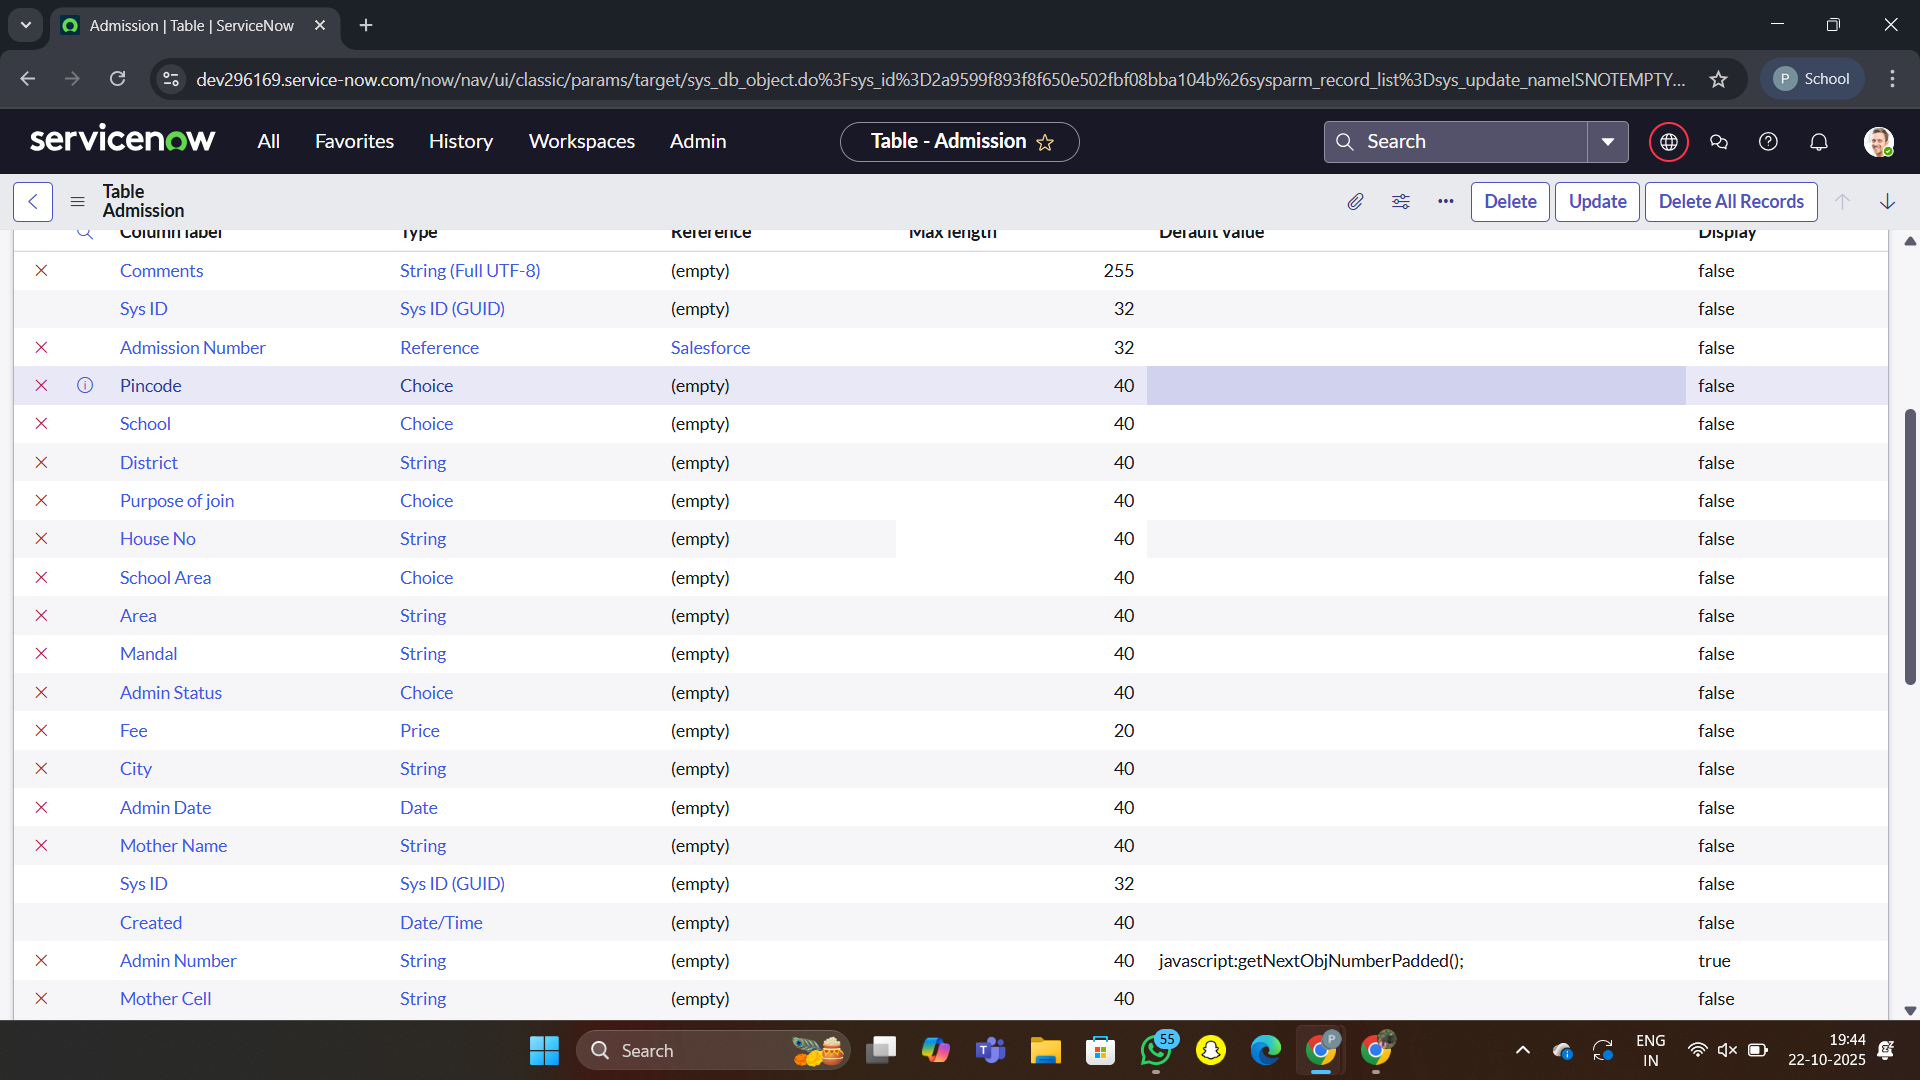 Admission | Table | ServiceNow
dev296169.service-now.com/now/nav/ui/classic/params/target/sys_db_object.do%3Fsys_id%3D2a9599f893f8f650e502fbf08bba104b%26sysparm_record_list%3Dsys_update_nameISNOTEMPTY...
P School
servicenow All Favorites History Workspaces Admin Table - Admission Search
Table
Admission
Delete Update Delete All Records
Column label Type Reference Max length Default value Display
Comments String (Full UTF-8) (empty) 255 false
Sys ID Sys ID (GUID) (empty) 32 false
Admission Number Reference Salesforce 32 false
Pincode Choice (empty) 40 false
School Choice (empty) 40 false
District String (empty) 40 false
Purpose of join Choice (empty) 40 false
House No String (empty) 40 false
School Area Choice (empty) 40 false
Area String (empty) 40 false
Mandal String (empty) 40 false
Admin Status Choice (empty) 40 false
Fee Price (empty) 20 false
City String (empty) 40 false
Admin Date Date (empty) 40 false
Mother Name String (empty) 40 false
Sys ID Sys ID (GUID) (empty) 32 false
Created Date/Time (empty) 40 false
Admin Number String (empty) 40 javascript:getNextObjNumberPadded(); true
Mother Cell String (empty) 40 false
Search 55 P ENG 19:44
IN 22-10-2025